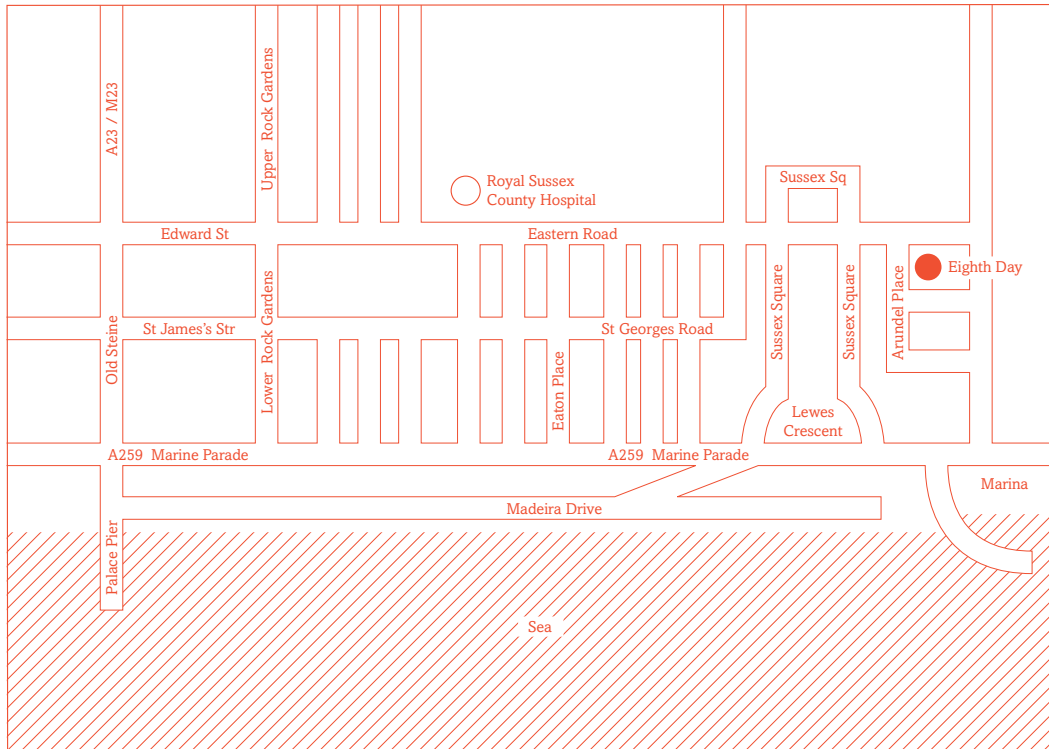 A23 / M23
Upper Rock Gardens
Royal Sussex
County Hospital
Sussex Sq
Edward St
Eastern Road
Eighth Day
Old Steine
St James's Str
Lower Rock Gardens
Eaton Place
St Georges Road
Sussex Square
Sussex Square
Arundel Place
Lewes
Crescent
A259 Marine Parade
A259 Marine Parade
Marina
Madeira Drive
Palace Pier
Sea